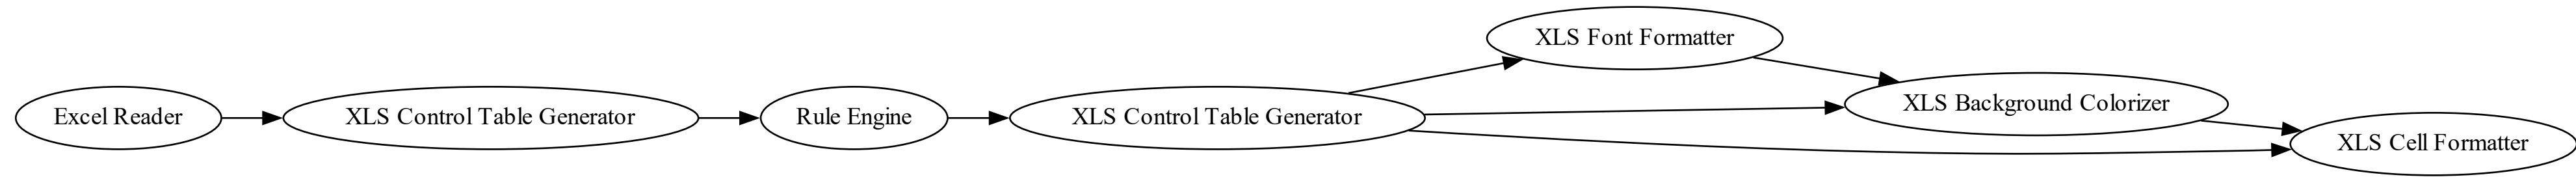 Excel Reader
XLS Control Table Generator
Rule Engine
XLS Control Table Generator
XLS Font Formatter
XLS Background Colorizer
XLS Cell Formatter